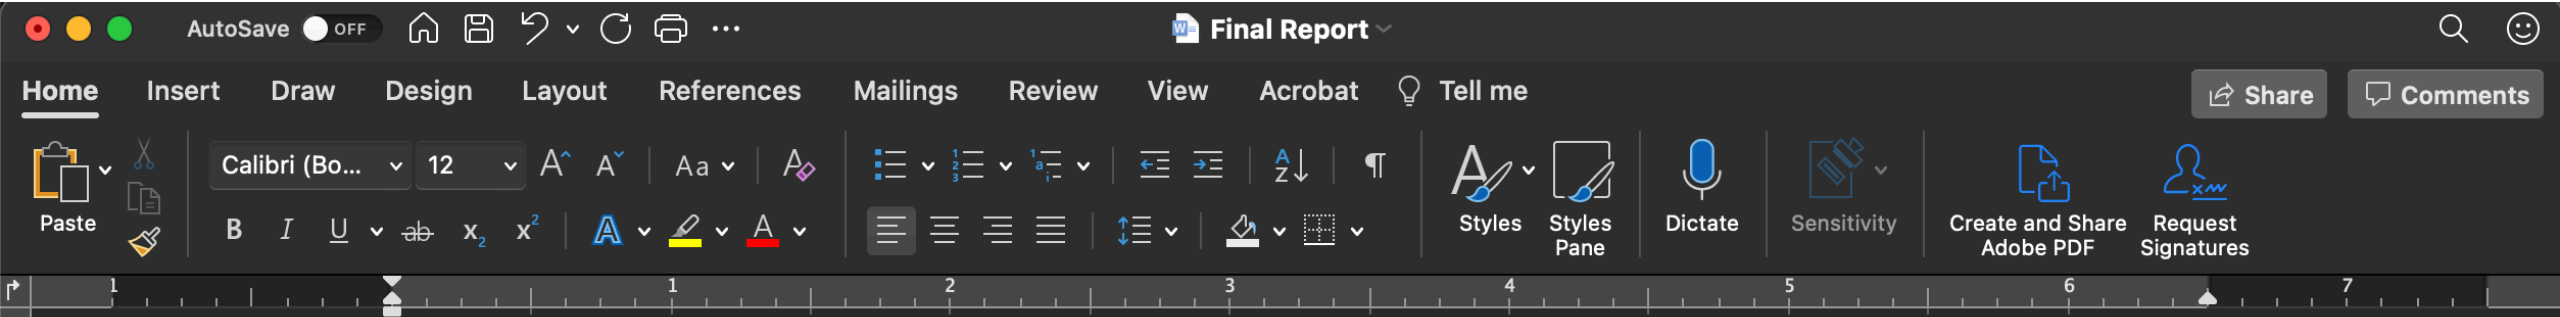 AutoSave OFF Final Report
Home Insert Draw Design Layout References Mailings Review View Acrobat Tell me Share Comments
Calibri (Bo... 12 Aa
Paste
B I U ab x2 x2 A A
Styles
Styles Pane
Dictate
Sensitivity
Create and Share
Adobe PDF
Request
Signatures
1 1 2 3 4 5 6 7